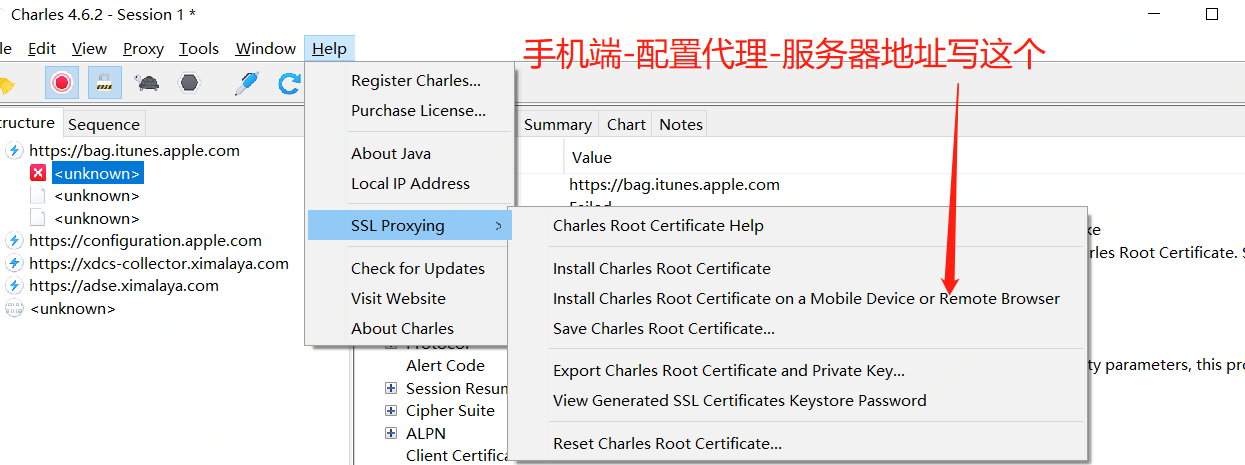 Charles 4.6.2 - Session 1 *
le Edit View Proxy Tools Window Help
手机端-配置代理-服务器地址写这个
Register Charles...
Purchase License...
ructure Sequence
Summary Chart Notes
https://bag.itunes.apple.com
About Java
Value
<unknown>
Local IP Address
https://bag.itunes.apple.com
<unknown>
Failed
<unknown>
SSL Proxying >
Charles Root Certificate Help
ke
https://configuration.apple.com
rles Root Certificate. S
https://xdcs-collector.ximalaya.com
Check for Updates
Install Charles Root Certificate
https://adse.ximalaya.com
Visit Website
Install Charles Root Certificate on a Mobile Device or Remote Browser
<unknown>
About Charles
Save Charles Root Certificate...
Protocol
Alert Code
ty parameters, this pro
Export Charles Root Certificate and Private Key...
Session Resun
View Generated SSL Certificates Keystore Password
Cipher Suite
ALPN
Reset Charles Root Certificate...
Client Certifica